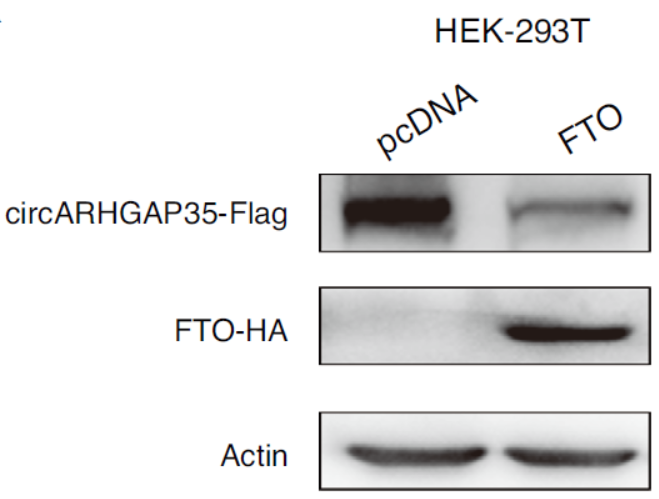 HEK-293T
pcDNA FTO
circARHGAP35-Flag
FTO-HA
Actin